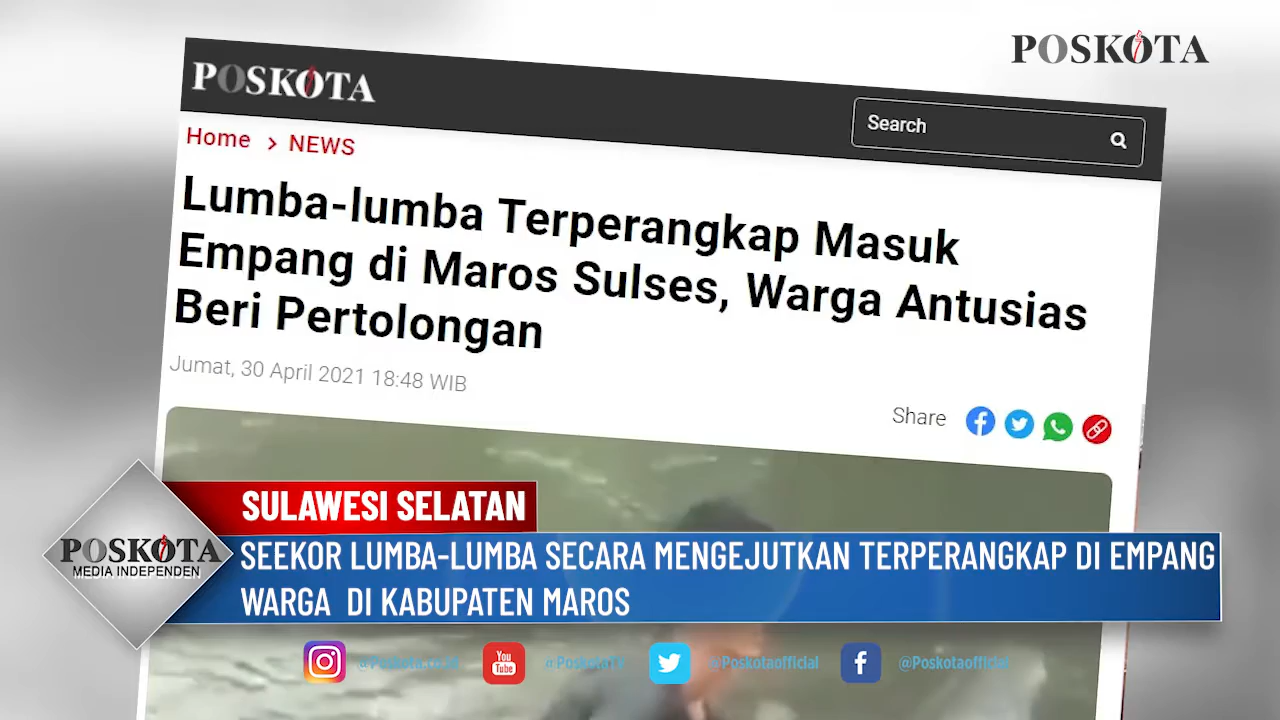 POSKOTA
POSKOTA
Search
Home > NEWS
Lumba-lumba Terperangkap Masuk
Empang di Maros Sulses, Warga Antusias
Beri Pertolongan
Jumat, 30 April 2021 18:48 WIB
Share
SULAWESI SELATAN
POSKOTA
MEDIA INDEPENDEN
SEEKOR LUMBA-LUMBA SECARA MENGEJUTKAN TERPERANGKAP DI EMPANG
WARGA DI KABUPATEN MAROS
You Tube
@PoskotaTV
@Poskotaofficial
@Poskotaofficial